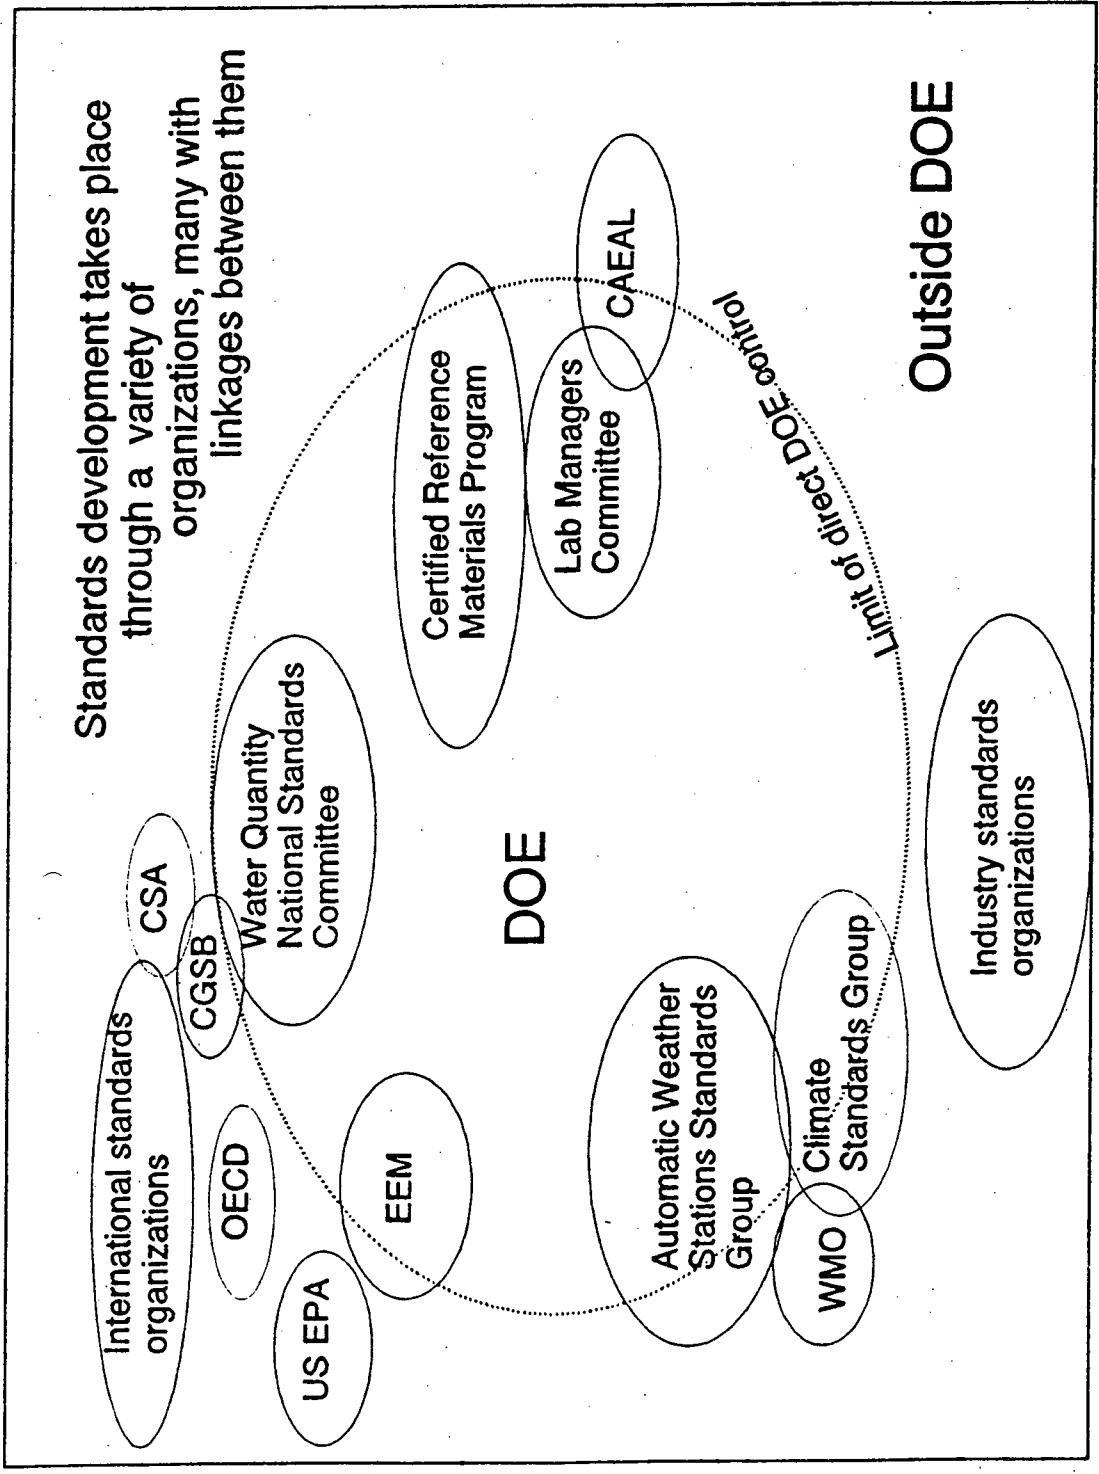 Standards development takes place
through a variety of
organizations, many with
linkages between them
International standards
organizations
CSA
CGSB
OECD
US EPA
EEM
Water Quantity
National Standards
Committee
Certified Reference
Materials Program
Lab Managers
Committee
CAEAL
DOE
Automatic Weather
Stations Standards
Group
WMO
Climate
Standards Group
Limit of direct DOE control
Industry standards
organizations
Outside DOE